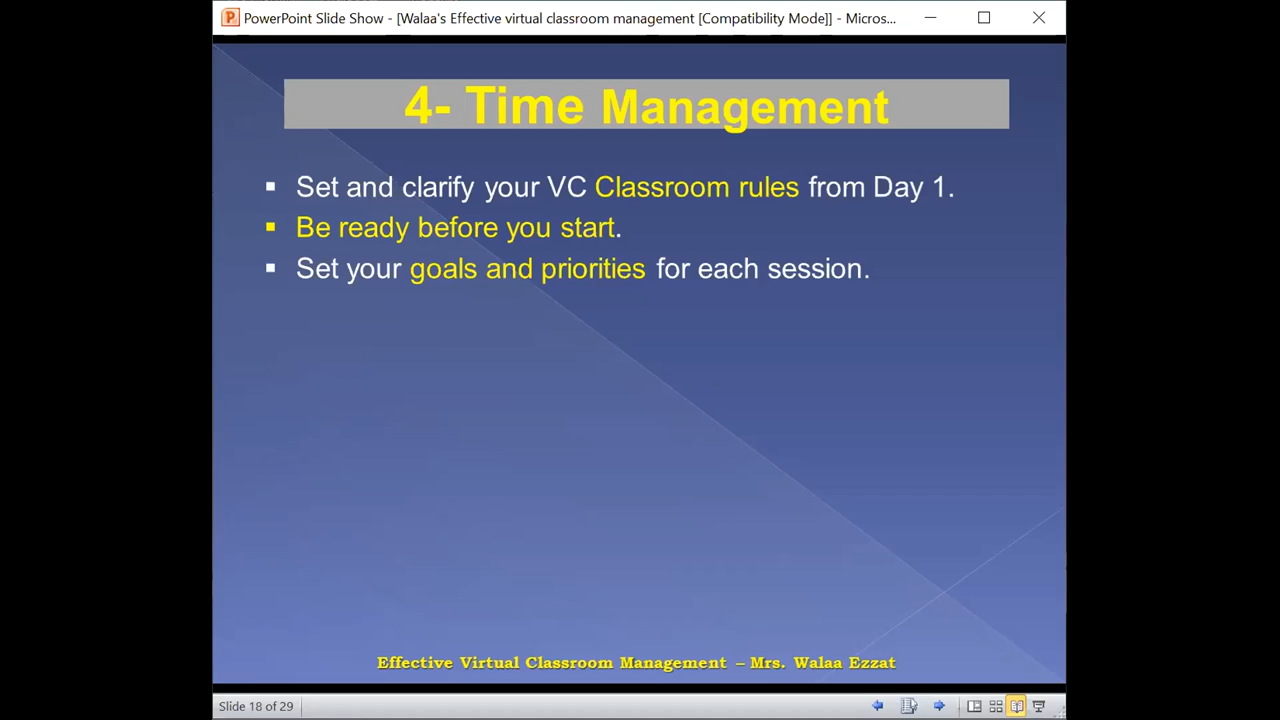 PowerPoint Slide Show - [Walaa's Effective virtual classroom management [Compatibility Mode]] - Micros...
4- Time Management
▪ Set and clarify your VC Classroom rules from Day 1.
▪ Be ready before you start.
▪ Set your goals and priorities for each session.
Effective Virtual Classroom Management – Mrs. Walaa Ezzat
Slide 18 of 29